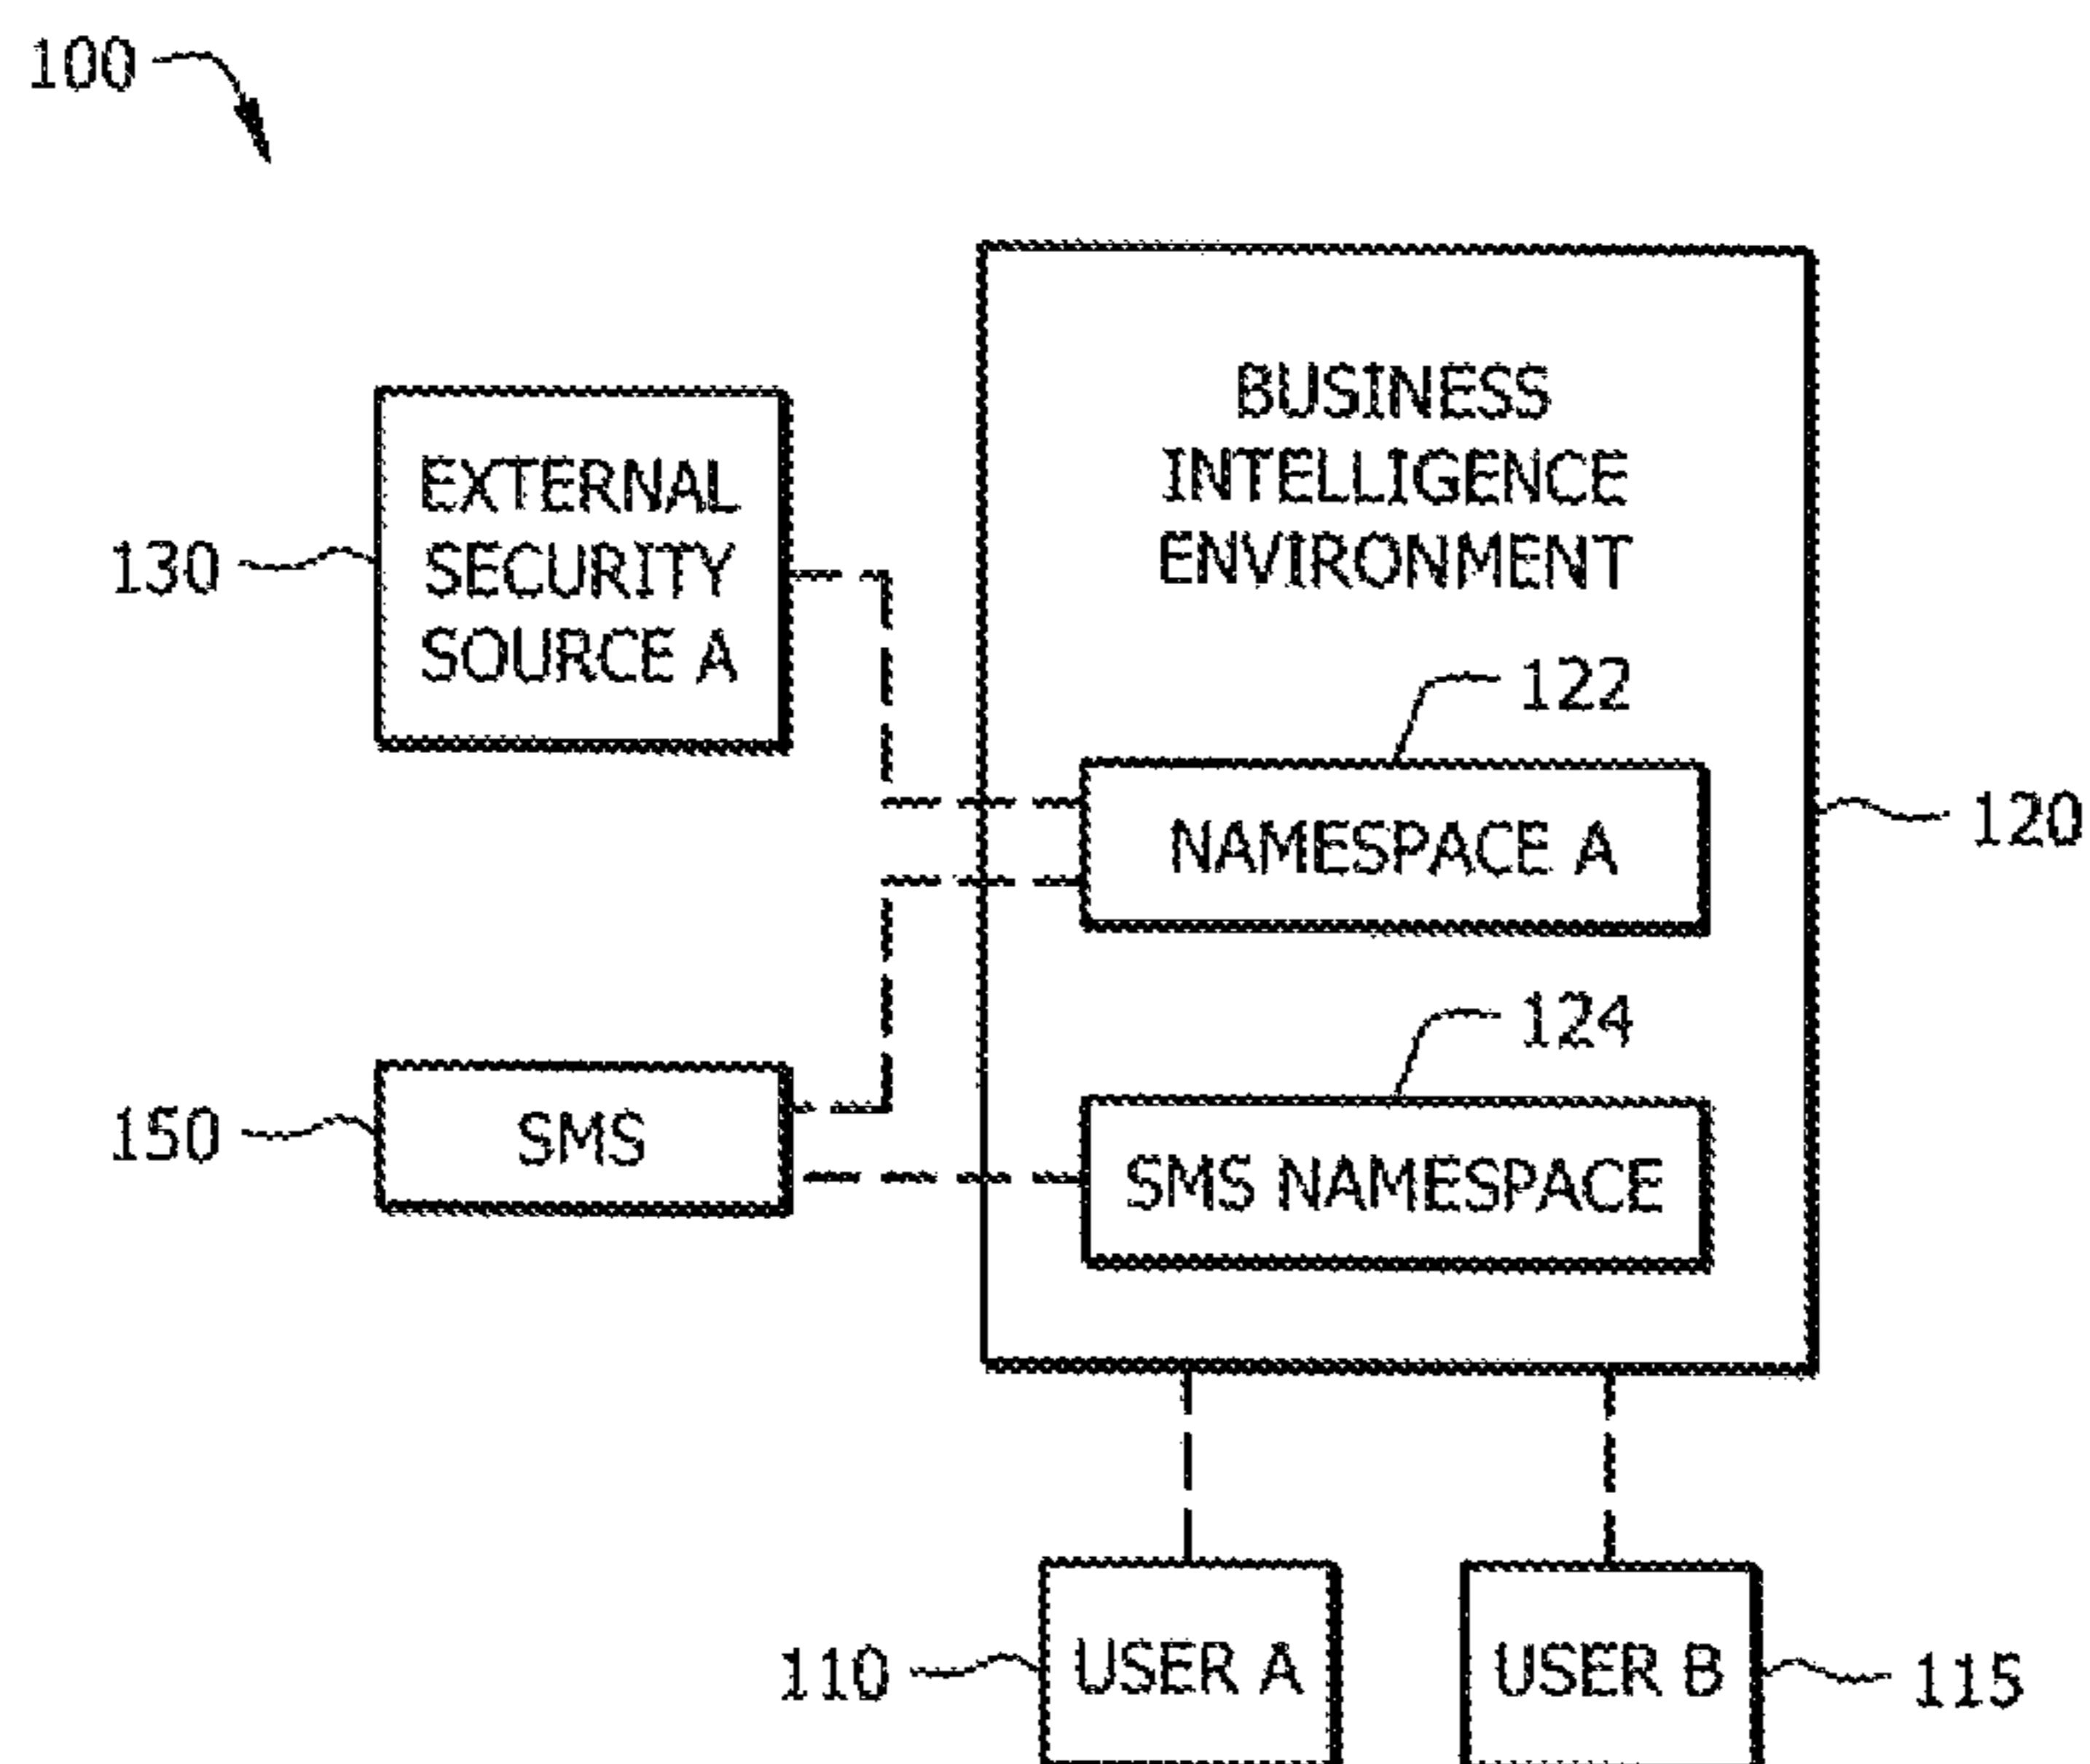 100
BUSINESS
INTELLIGENCE
ENVIRONMENT
EXTERNAL
SECURITY
SOURCE A
130
122
NAMESPACE A
120
124
150
SMS
SMS NAMESPACE
110
USER A
USER B
115